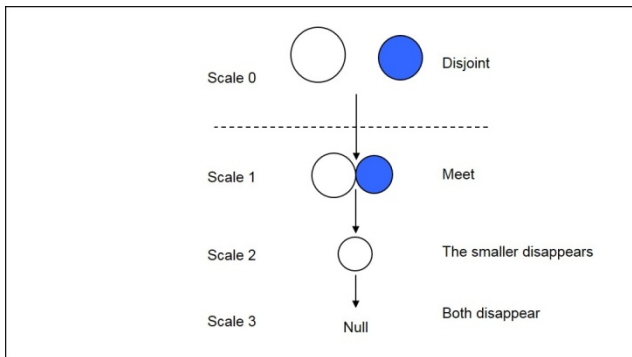 Scale 0
Disjoint
Scale 1
Meet
Scale 2
The smaller disappears
Scale 3
Null
Both disappear